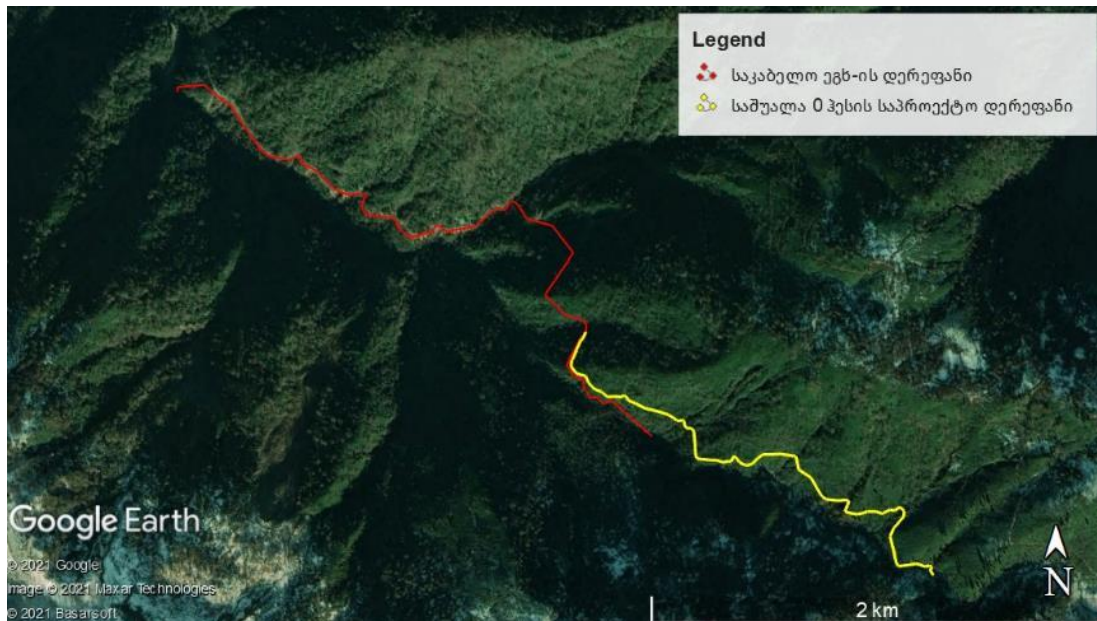 Legend
საკაბელო ეგხ-ის დერეფანი
საშუალა 0 ჰესის საპროექტო დერეფანი
Google Earth
© 2021 Google
Image © 2021 Maxar Technologies
© 2021 Basarsoft
N
2 km